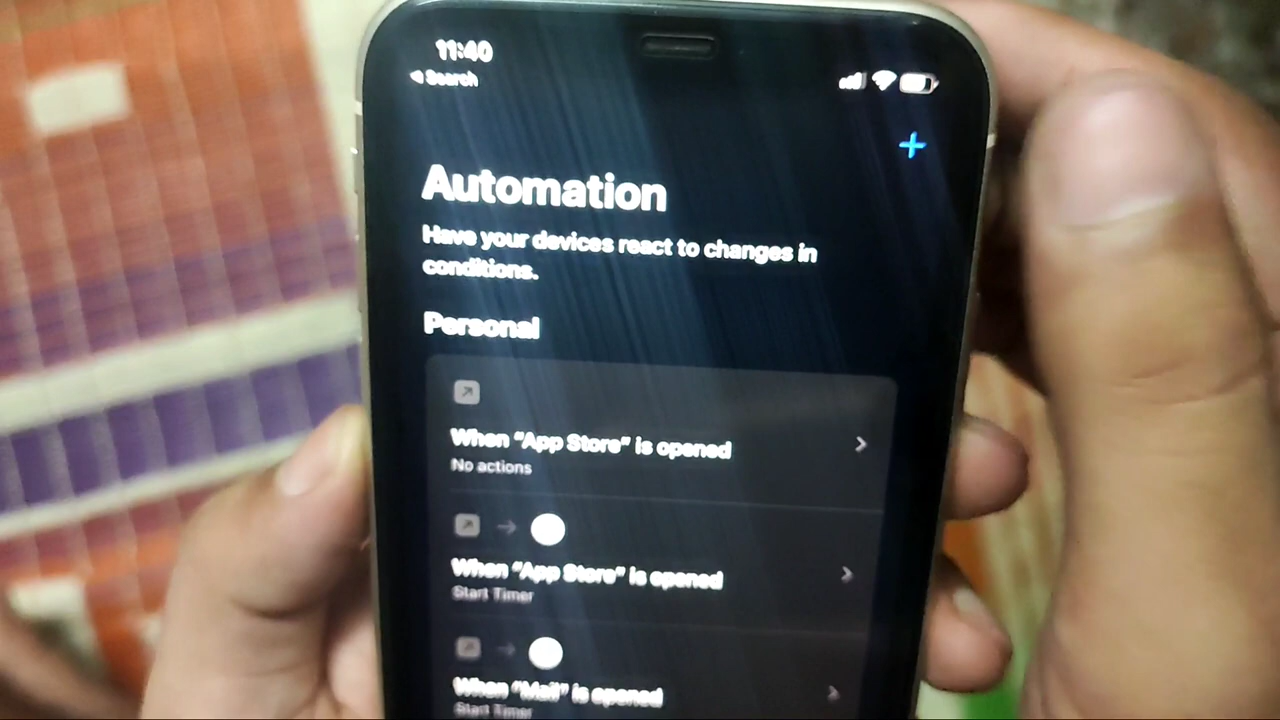 11:40
Search
Automation
Have your devices react to changes in
conditions.
Personal
When “App Store” is opened
No actions
When “App Store” is opened
Start Timer
When “Mail” is opened
Start Timer